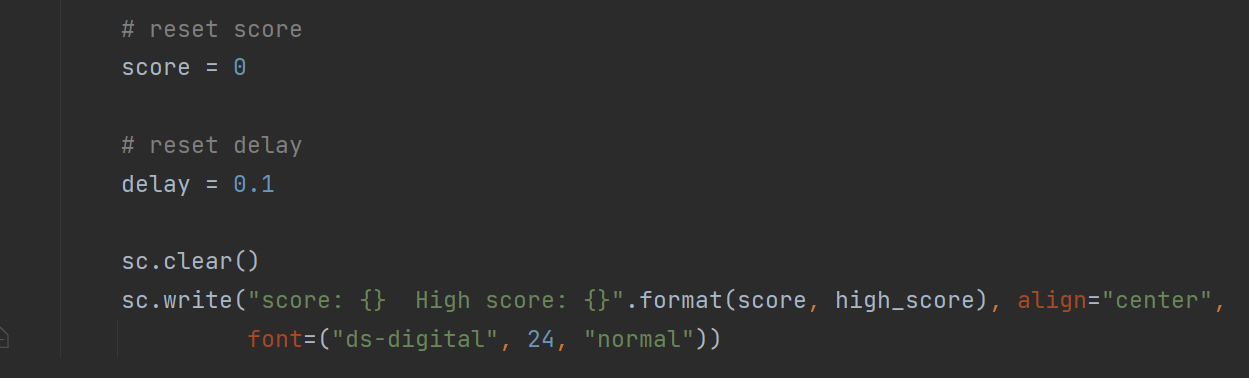 # reset score
score = 0
# reset delay
delay = 0.1
sc.clear()
sc.write("score: {}  High score: {}".format(score, high_score), align="center",
font=("ds-digital", 24, "normal"))